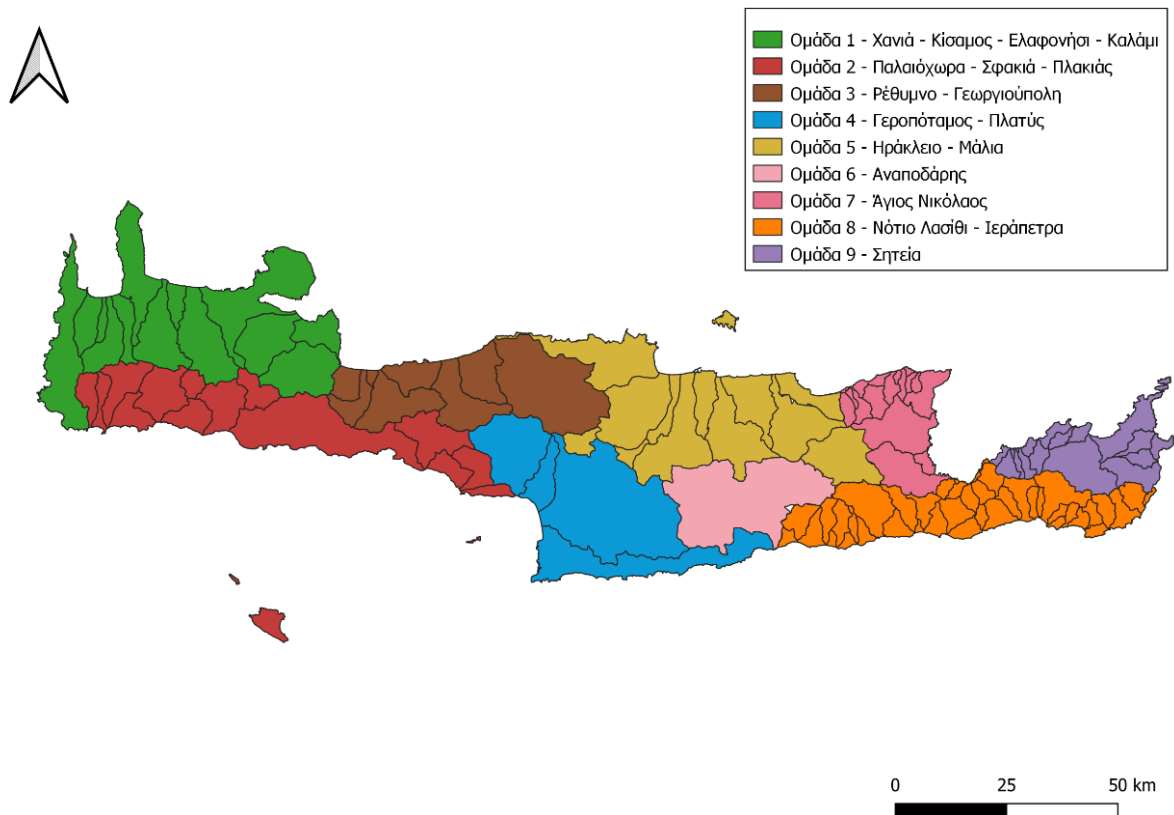 Ομάδα 1 - Χανιά - Κίσαμος - Ελαφονήσι - Καλάμι
Ομάδα 2 - Παλαιόχωρα - Σφακιά - Πλακιάς
Ομάδα 3 - Ρέθυμνο - Γεωργιούπολη
Ομάδα 4 - Γεροπόταμος - Πλατύς
Ομάδα 5 - Ηράκλειο - Μάλια
Ομάδα 6 - Αναποδάρης
Ομάδα 7 - Άγιος Νικόλαος
Ομάδα 8 - Νότιο Λασίθι - Ιεράπετρα
Ομάδα 9 - Σητεία
0 25 50 km